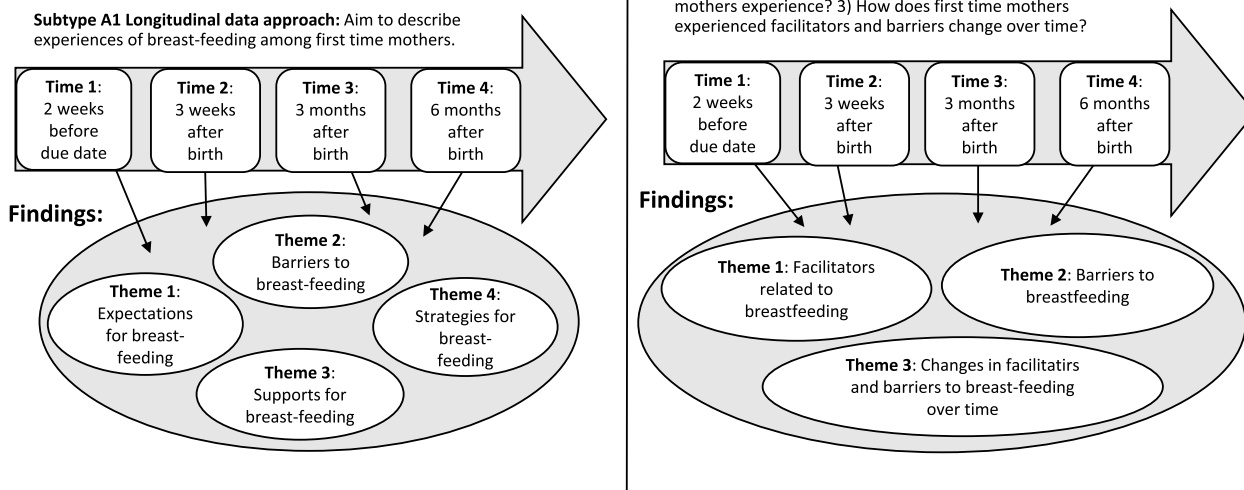 Subtype A1 Longitudinal data approach: Aim to describe
experiences of breast-feeding among first time mothers.
Time 1:
2 weeks
before
due date
Time 2:
3 weeks
after
birth
Time 3:
3 months
after
birth
Time 4:
6 months
after
birth
Findings:
Theme 1:
Expectations
for breast-
feeding
Theme 2:
Barriers to
breast-feeding
Theme 3:
Supports for
breast-feeding
Theme 4:
Strategies for
breast-
feeding
mothers experience? 3) How does first time mothers
experienced facilitators and barriers change over time?
Time 1:
2 weeks
before
due date
Time 2:
3 weeks
after
birth
Time 3:
3 months
after
birth
Time 4:
6 months
after
birth
Findings:
Theme 1: Facilitators
related to
breastfeeding
Theme 2: Barriers to
breastfeeding
Theme 3: Changes in facilitatirs
and barriers to breast-feeding
over time